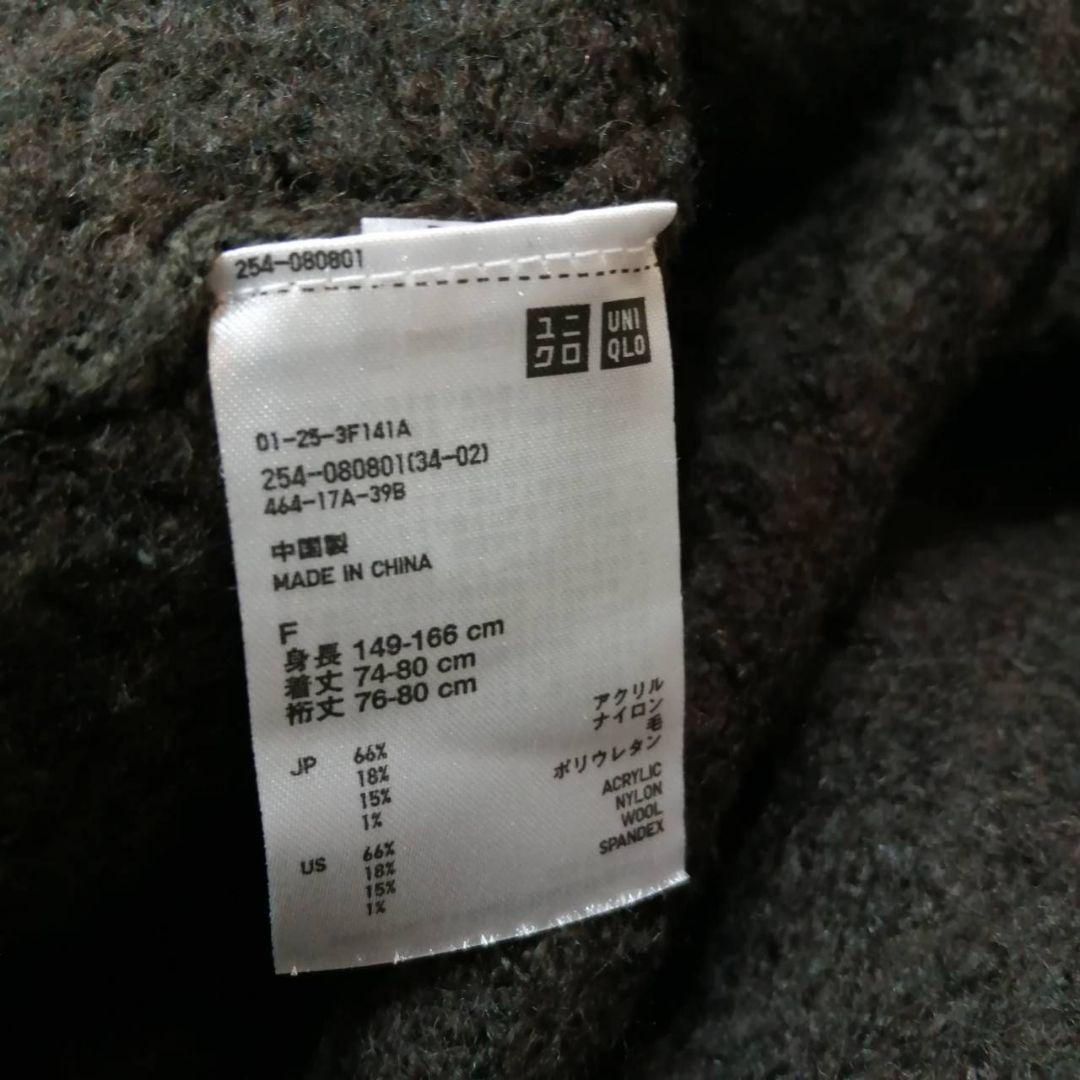 254-080801
ユニ
クロ
UNI
QLO
01-25-3F141A
254-080801(34-02)
464-17A-39B
中国製
MADE IN CHINA
F
身長 149-166 cm
着丈 74-80 cm
裄丈 76-80 cm
JP 66% アクリル
18% ナイロン
15% 毛
1% ポリウレタン
US 66% ACRYLIC
18% NYLON
15% WOOL
1% SPANDEX